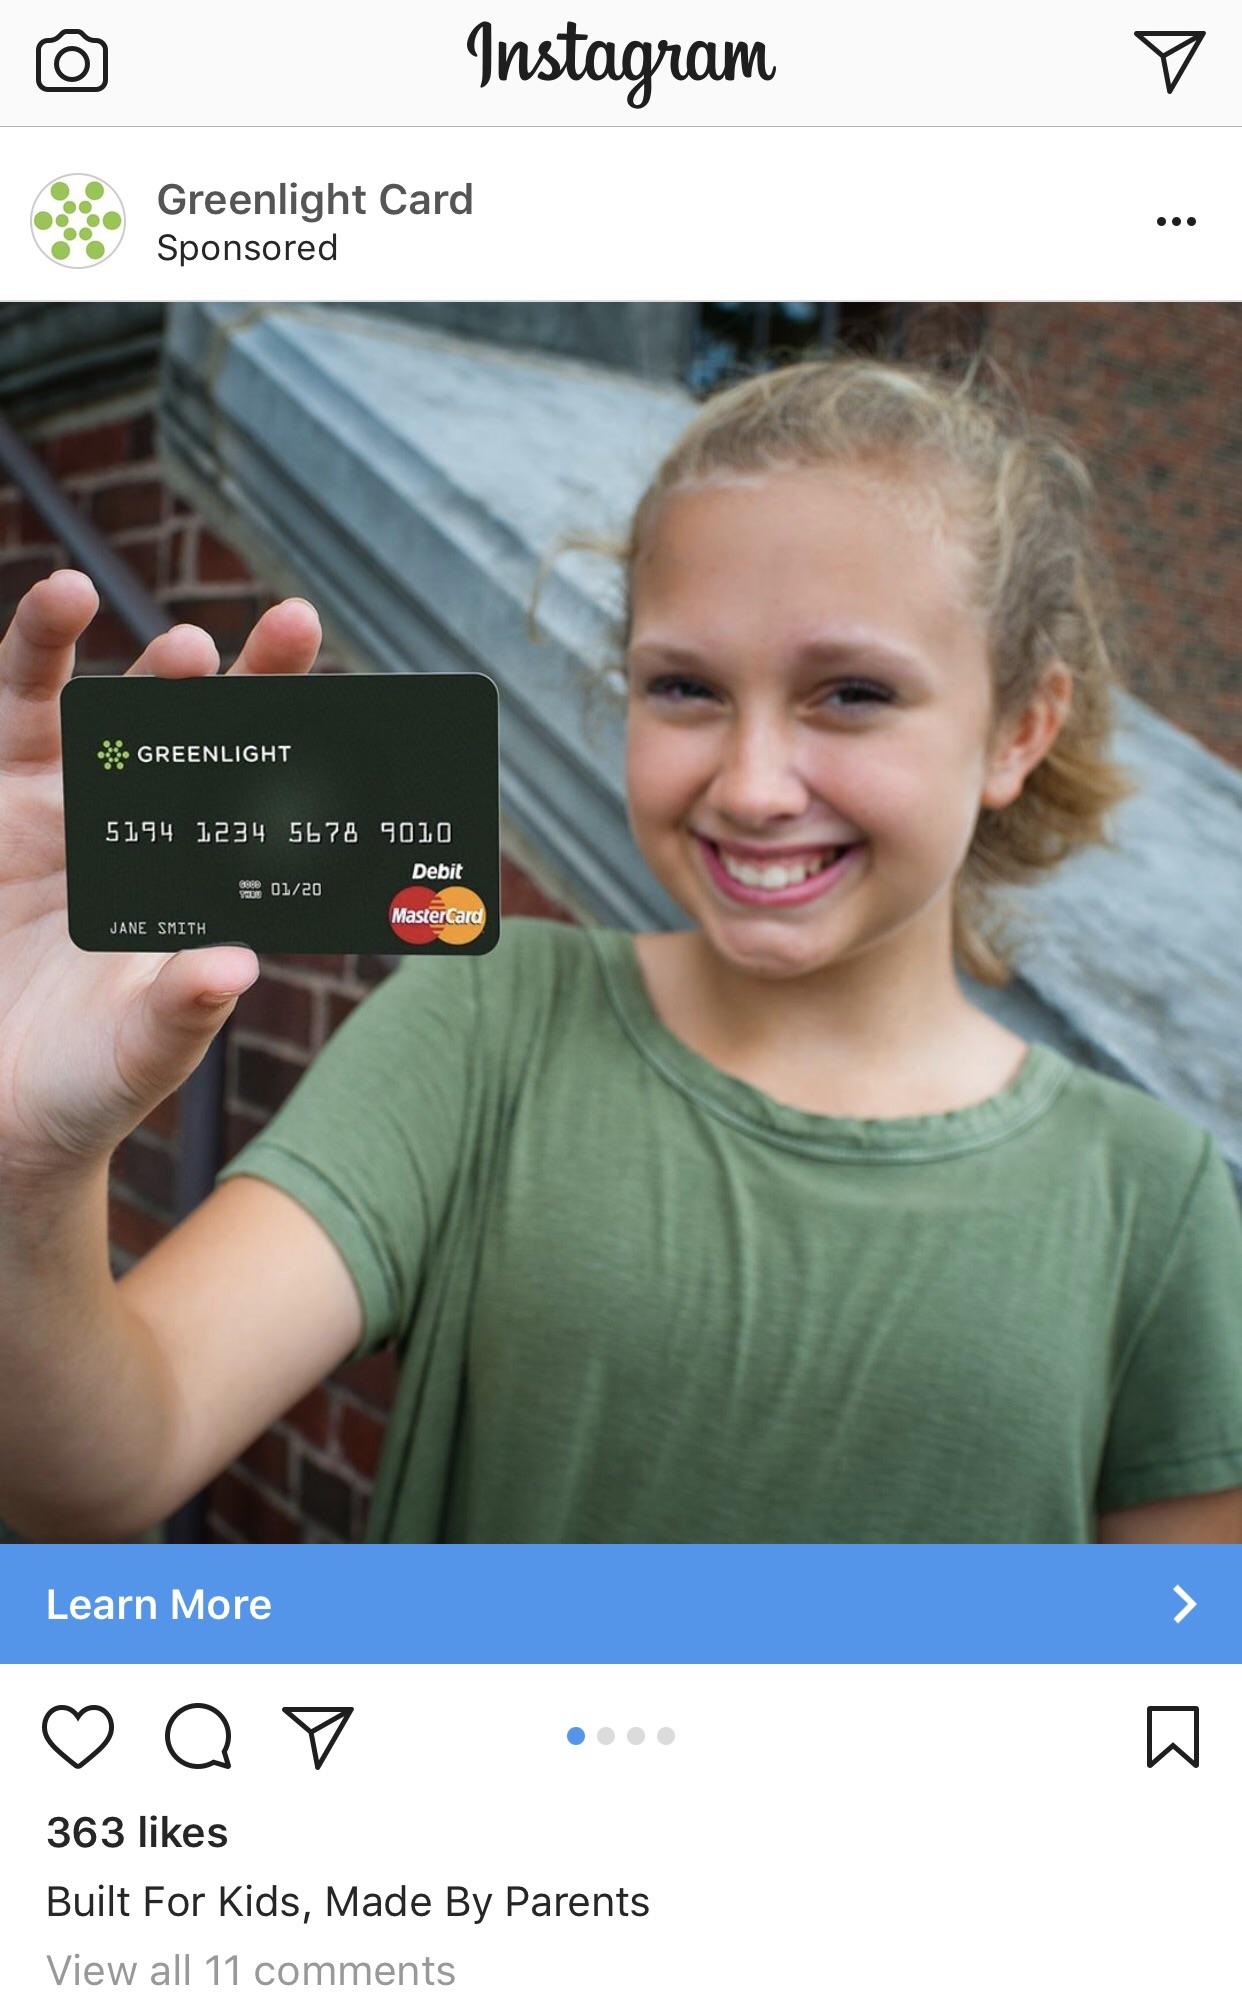 Instagram
Greenlight Card
Sponsored
GREENLIGHT
5194 1234 5678 9010
Debit
GOOD
THRU 01/20
MasterCard
JANE SMITH
Learn More
363 likes
Built For Kids, Made By Parents
View all 11 comments